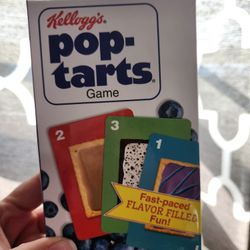 Kellogg's®
pop-
tarts®
Game
2
3
1
Fast-paced
FLAVOR FILLED
Fun!